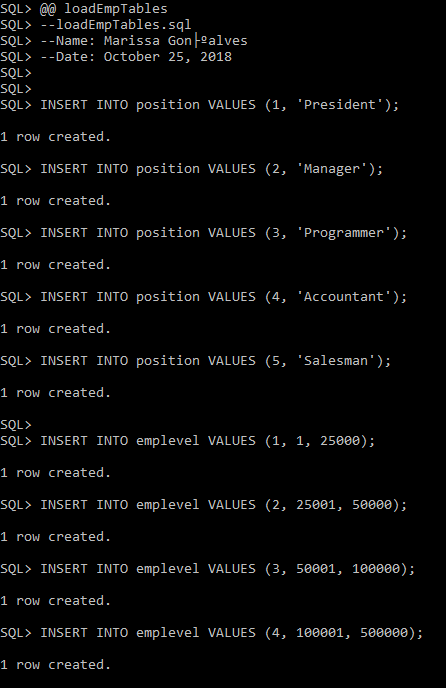 SQL> @@ loadEmpTables
SQL> --loadEmpTables.sql
SQL> --Name: Marissa Gon├ºalves
SQL> --Date: October 25, 2018
SQL>
SQL>
SQL> INSERT INTO position VALUES (1, 'President');
1 row created.
SQL> INSERT INTO position VALUES (2, 'Manager');
1 row created.
SQL> INSERT INTO position VALUES (3, 'Programmer');
1 row created.
SQL> INSERT INTO position VALUES (4, 'Accountant');
1 row created.
SQL> INSERT INTO position VALUES (5, 'Salesman');
1 row created.
SQL>
SQL> INSERT INTO emplevel VALUES (1, 1, 25000);
1 row created.
SQL> INSERT INTO emplevel VALUES (2, 25001, 50000);
1 row created.
SQL> INSERT INTO emplevel VALUES (3, 50001, 100000);
1 row created.
SQL> INSERT INTO emplevel VALUES (4, 100001, 500000);
1 row created.